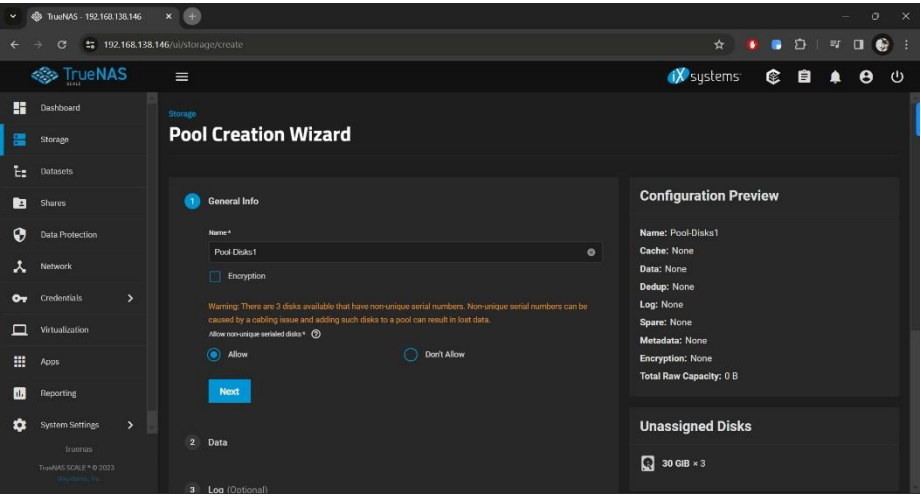 TrueNAS - 192.168.138.146
192.168.138.146/ui/storage/create
TrueNAS
SCALE
iX systems
Dashboard
Storage
Datasets
Shares
Data Protection
Network
Credentials
Virtualization
Apps
Reporting
System Settings
truenas
TrueNAS SCALE ® © 2023
iXsystems, Inc
Storage
Pool Creation Wizard
1 General Info
Name *
Pool-Disks1
Encryption
Warning: There are 3 disks available that have non-unique serial numbers. Non-unique serial numbers can be
caused by a cabling issue and adding such disks to a pool can result in lost data.
Allow non-unique serialed disks *
Allow
Don't Allow
Next
2 Data
3 Log (Optional)
Configuration Preview
Name: Pool-Disks1
Cache: None
Data: None
Dedup: None
Log: None
Spare: None
Metadata: None
Encryption: None
Total Raw Capacity: 0 B
Unassigned Disks
30 GiB × 3